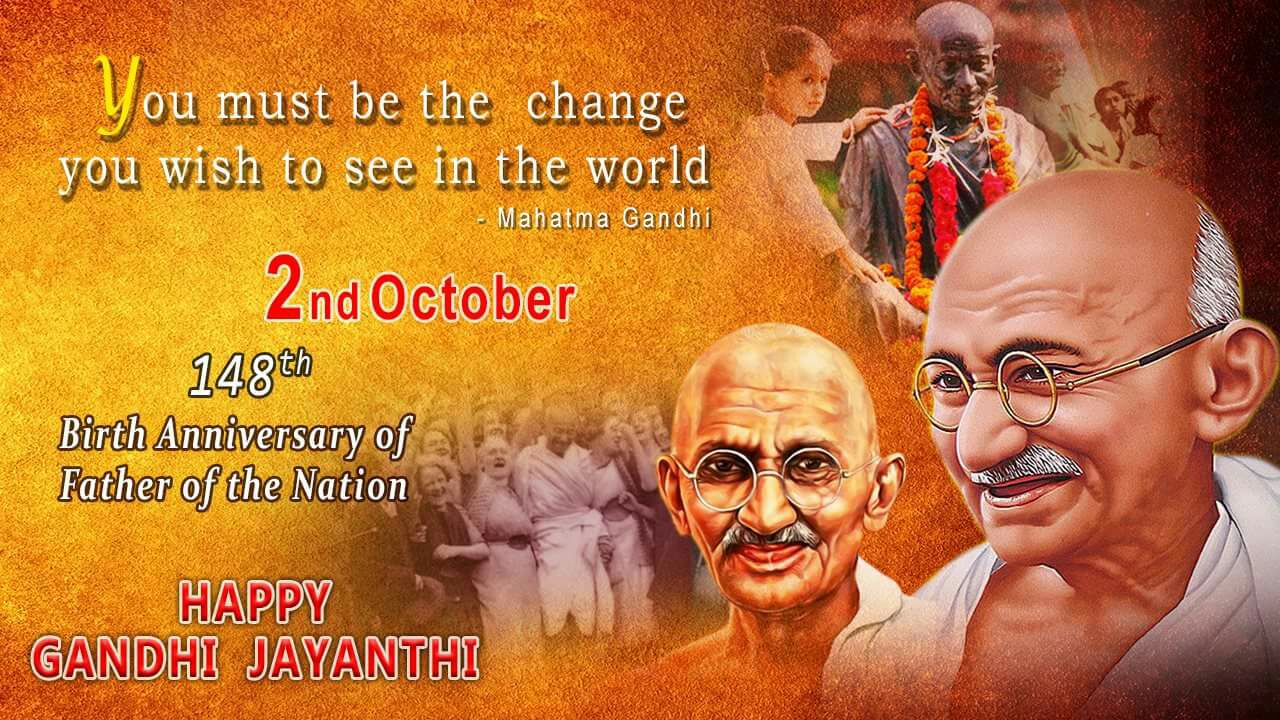 You must be the change
you wish to see in the world
- Mahatma Gandhi
2nd October
148th
Birth Anniversary of
Father of the Nation
HAPPY
GANDHI JAYANTHI